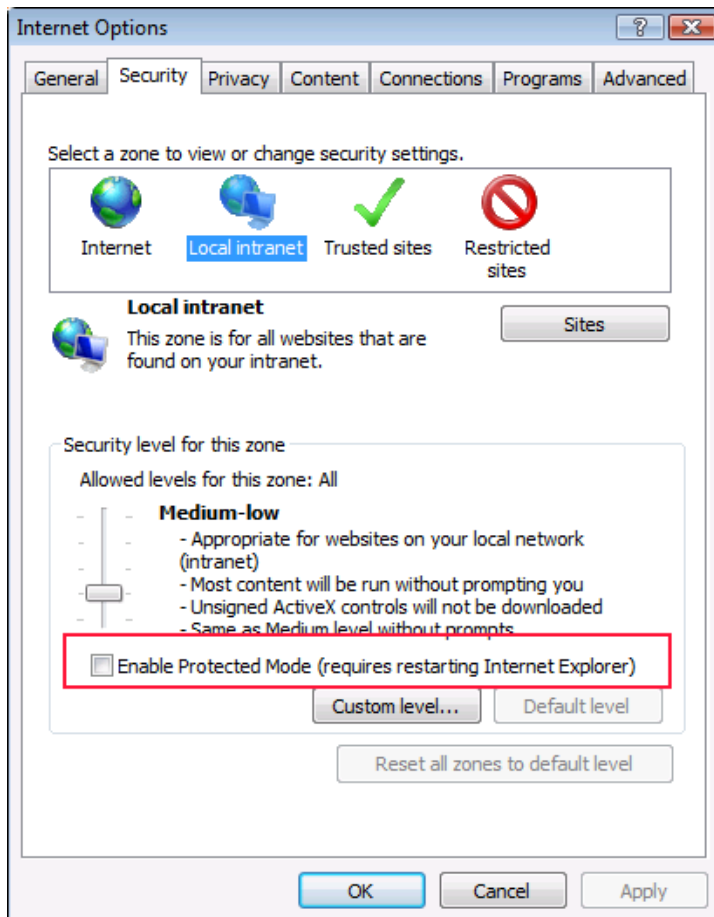 Internet Options
General Security Privacy Content Connections Programs Advanced
Select a zone to view or change security settings.
Internet Local intranet Trusted sites Restricted
sites
Local intranet
Sites
This zone is for all websites that are
found on your intranet.
Security level for this zone
Allowed levels for this zone: All
Medium-low
- Appropriate for websites on your local network
(intranet)
- Most content will be run without prompting you
- Unsigned ActiveX controls will not be downloaded
- Same as Medium level without prompts
Enable Protected Mode (requires restarting Internet Explorer)
Custom level... Default level
Reset all zones to default level
OK Cancel Apply